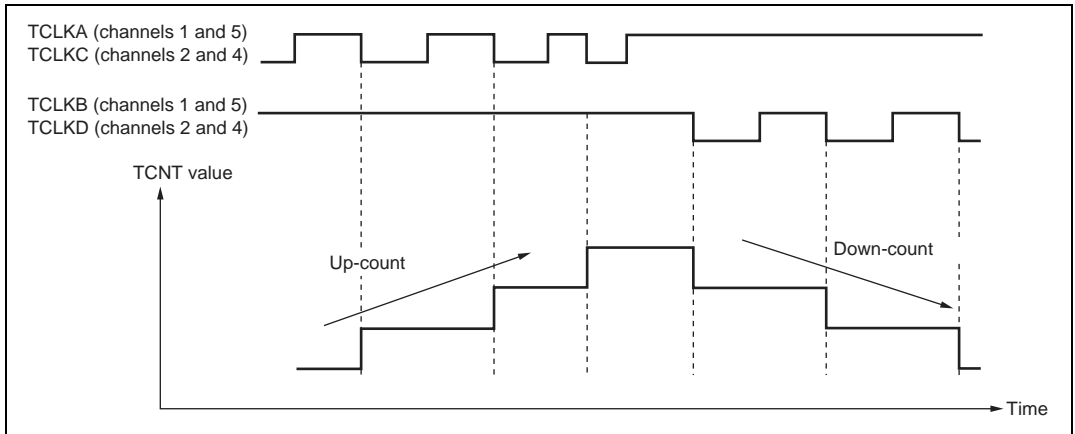 TCLKA (channels 1 and 5)
TCLKC (channels 2 and 4)
TCLKB (channels 1 and 5)
TCLKD (channels 2 and 4)
TCNT value
Up-count
Down-count
Time